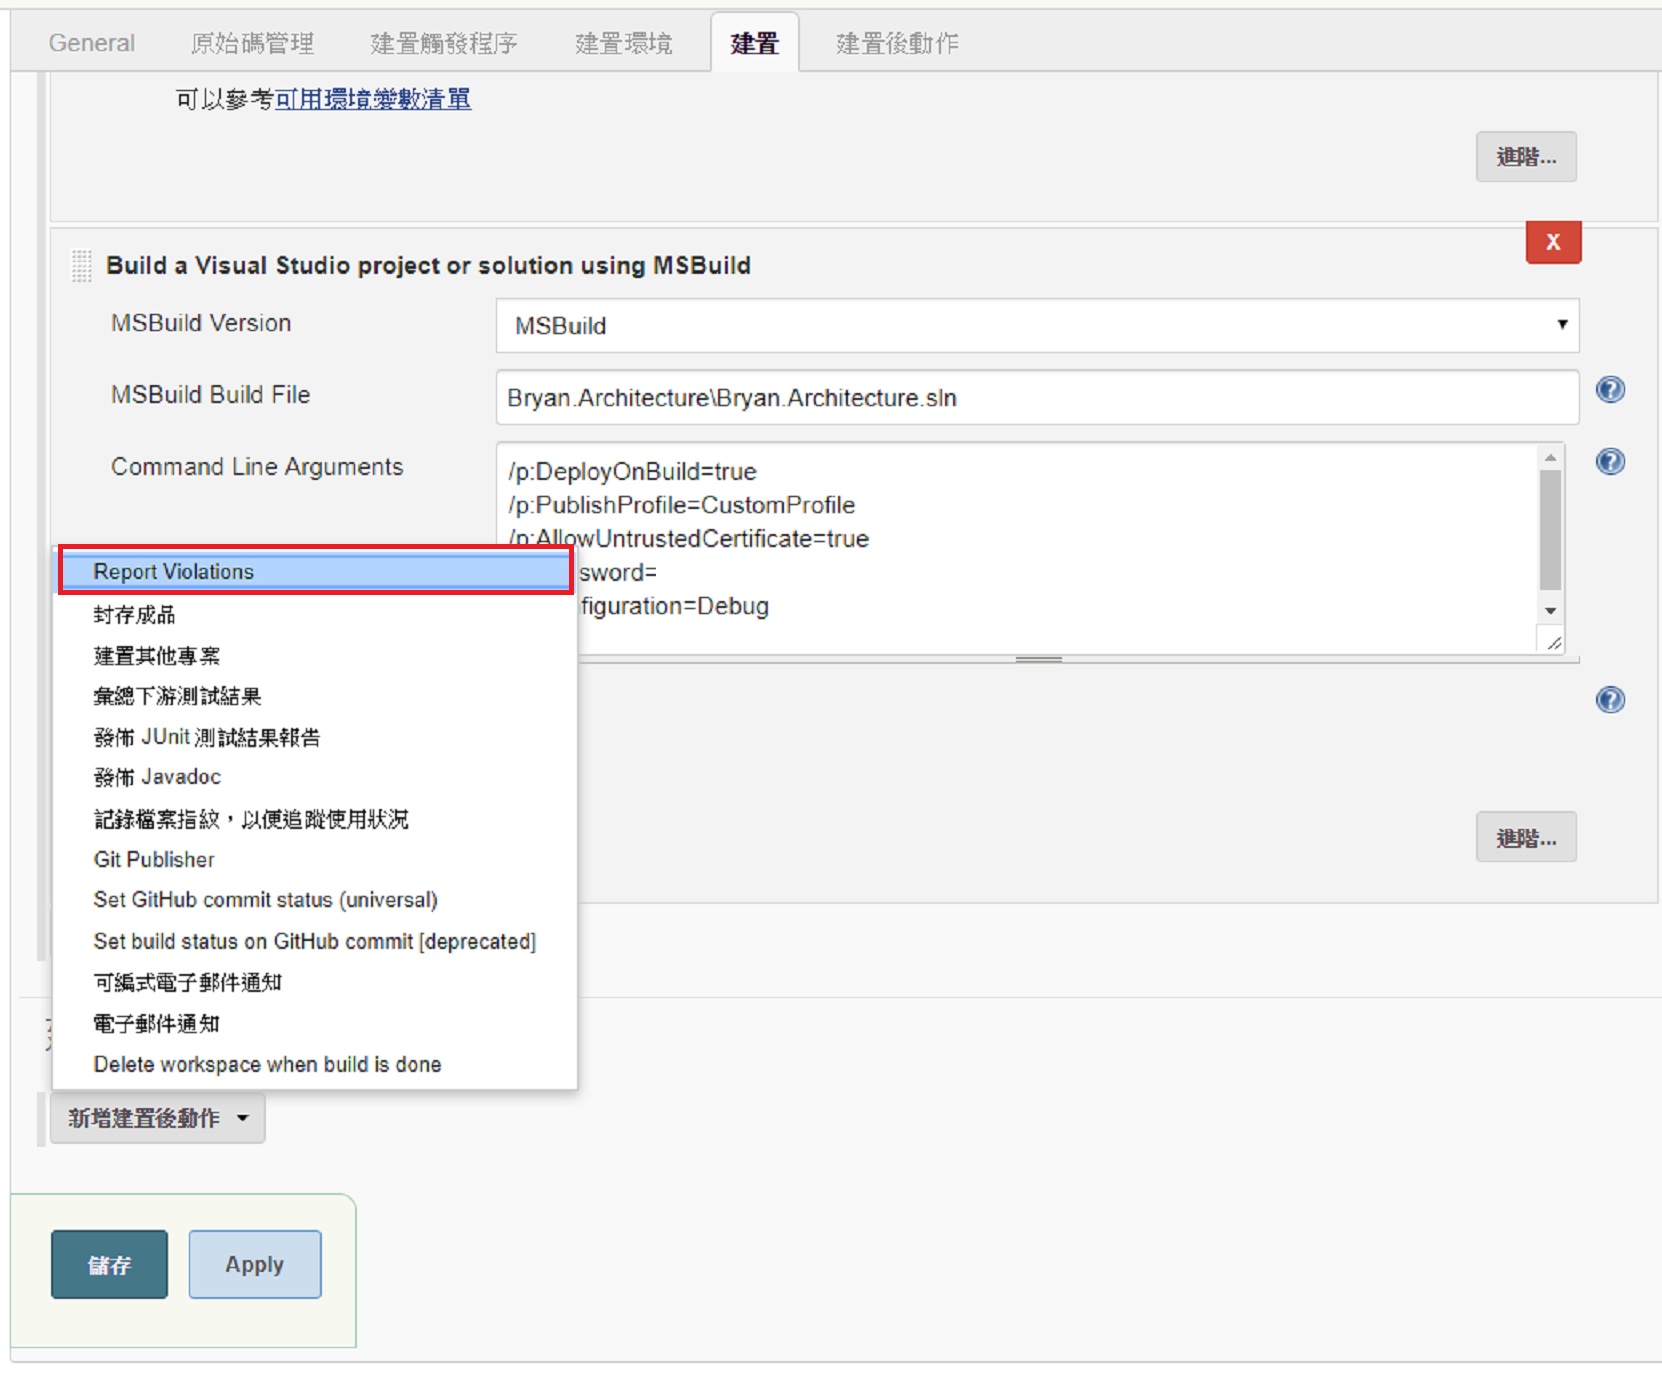 General 原始碼管理 建置觸發程序 建置環境 建置 建置後動作
可以參考可用環境變數清單
進階...
X
Build a Visual Studio project or solution using MSBuild
MSBuild Version
MSBuild
MSBuild Build File
Bryan.Architecture\Bryan.Architecture.sln
Command Line Arguments
/p:DeployOnBuild=true
/p:PublishProfile=CustomProfile
/p:AllowUntrustedCertificate=true
sword=
figuration=Debug
Report Violations
封存成品
建置其他專案
彙總下游測試結果
發佈 JUnit 測試結果報告
發佈 Javadoc
記錄檔案指紋，以便追蹤使用狀況
Git Publisher
Set GitHub commit status (universal)
Set build status on GitHub commit [deprecated]
可編式電子郵件通知
電子郵件通知
Delete workspace when build is done
進階...
新增建置後動作
儲存
Apply